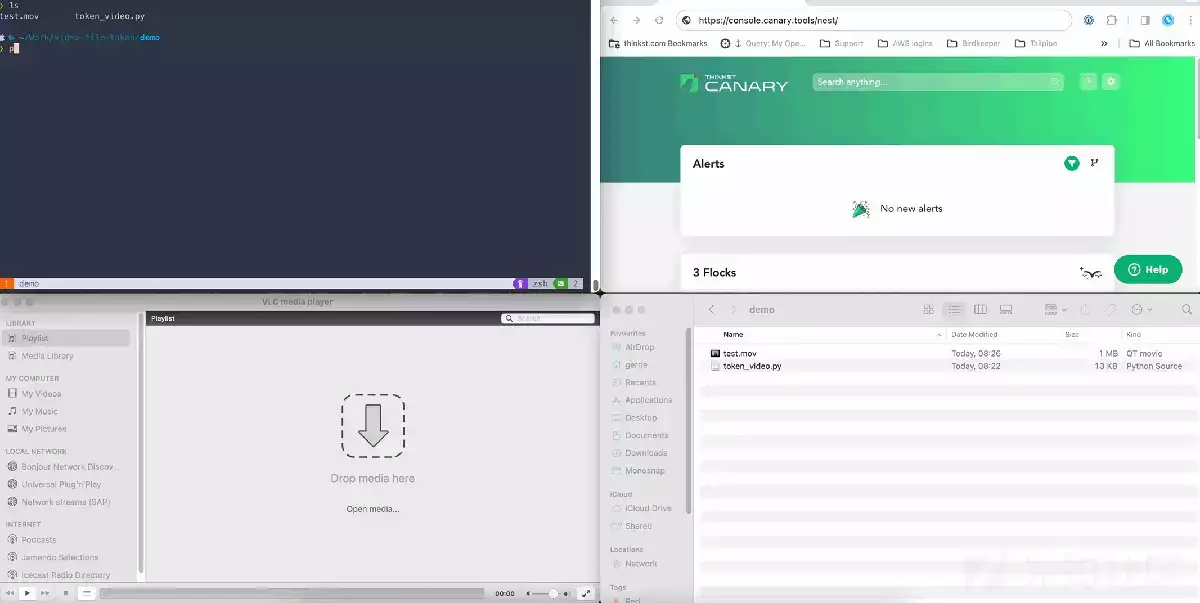 ls
test.mov token_video.py
~/Work/video-file-token/demo
p
1 demo
zsh 2
https://console.canary.tools/nest/
thinkst.com Bookmarks
Query: My Ope...
Support
AWS logins
Birdkeeper
Tailpipe
»
All Bookmarks
THINKST
CANARY
Search anything...
Alerts
No new alerts
3 Flocks
Help
VLC media player
LIBRARY
Playlist
Media Library
MY COMPUTER
My Videos
My Music
My Pictures
LOCAL NETWORK
Bonjour Network Discov...
Universal Plug'n'Play
Network streams (SAP)
INTERNET
Podcasts
Jamendo Selections
Icecast Radio Directory
Playlist
Search
Drop media here
Open media...
00:00
demo
Favourites
AirDrop
gerrie
Recents
Applications
Desktop
Documents
Downloads
Monosnap
iCloud
iCloud Drive
Shared
Locations
Network
Tags
Red
Name Date Modified Size Kind
test.mov Today, 08:26 1 MB QT movie
token_video.py Today, 08:22 13 KB Python Source